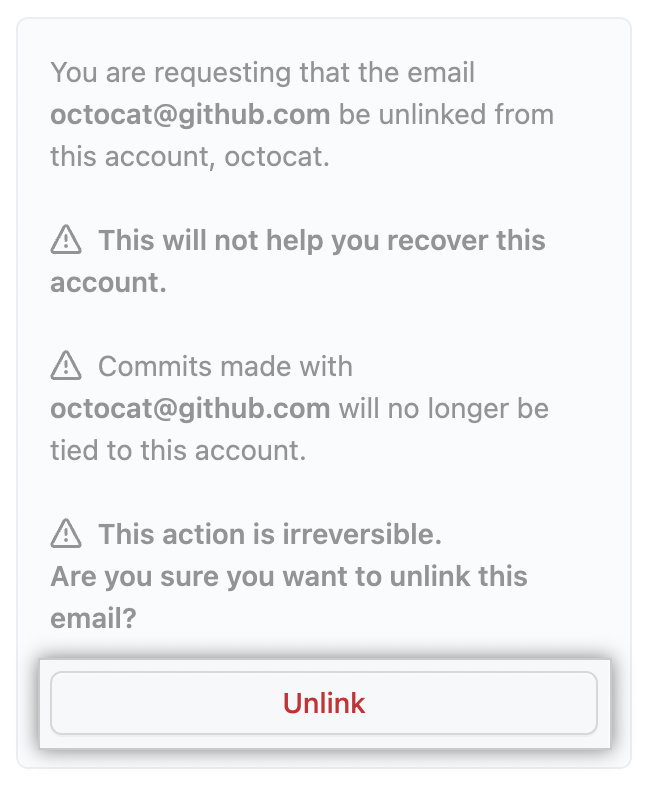 You are requesting that the email
octocat@github.com be unlinked from
this account, octocat.
This will not help you recover this
account.
Commits made with
octocat@github.com will no longer be
tied to this account.
This action is irreversible.
Are you sure you want to unlink this
email?
Unlink